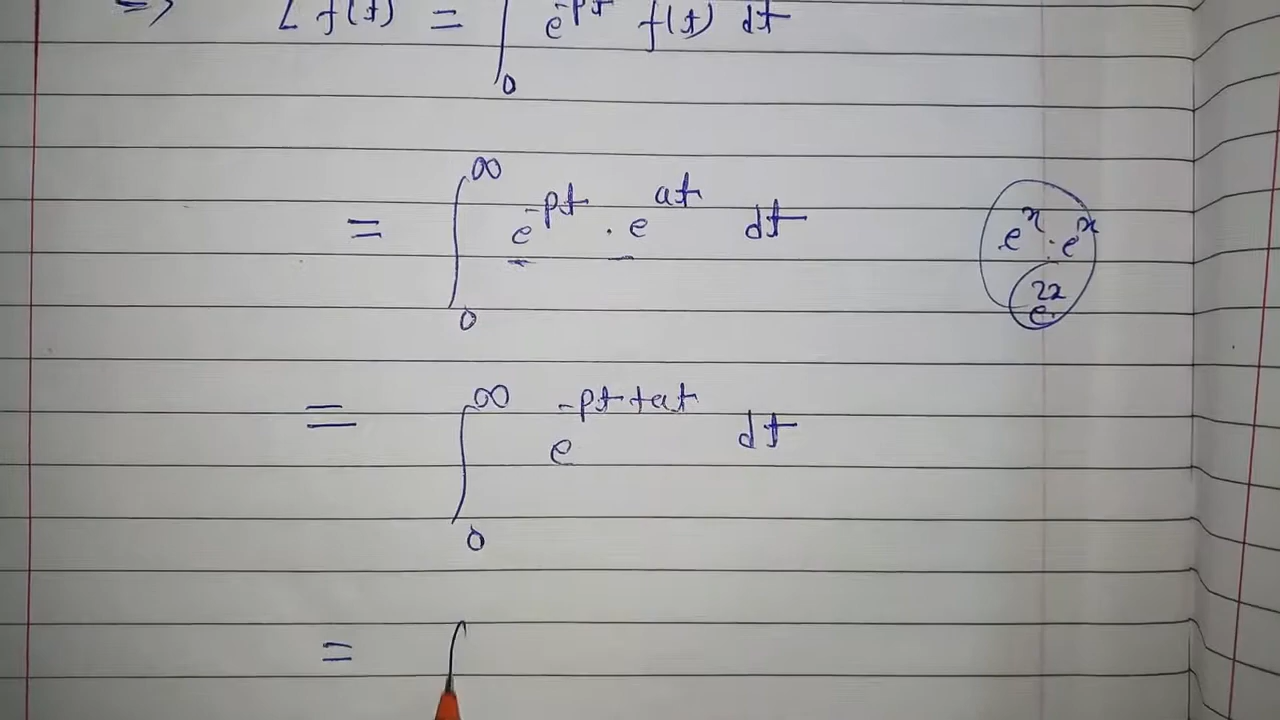 => L f(t) = ∫₀ e^{-pt} f(t) dt
= ∫₀^∞ e^{-pt} . e^{at} dt
e^x . e^x
e^{2x}
= ∫₀^∞ e^{-pt+at} dt
= ∫